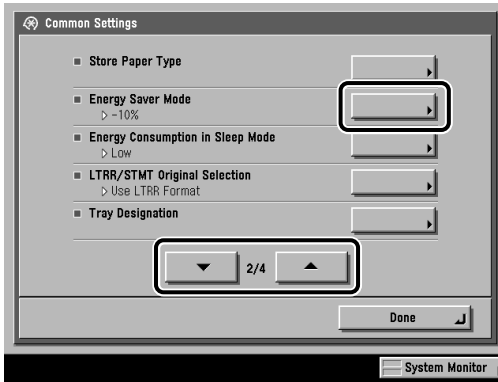 Common Settings
Store Paper Type
Energy Saver Mode
▷ -10%
Energy Consumption in Sleep Mode
▷ Low
LTRR/STMT Original Selection
▷ Use LTRR Format
Tray Designation
▼ 2/4 ▲
Done
System Monitor